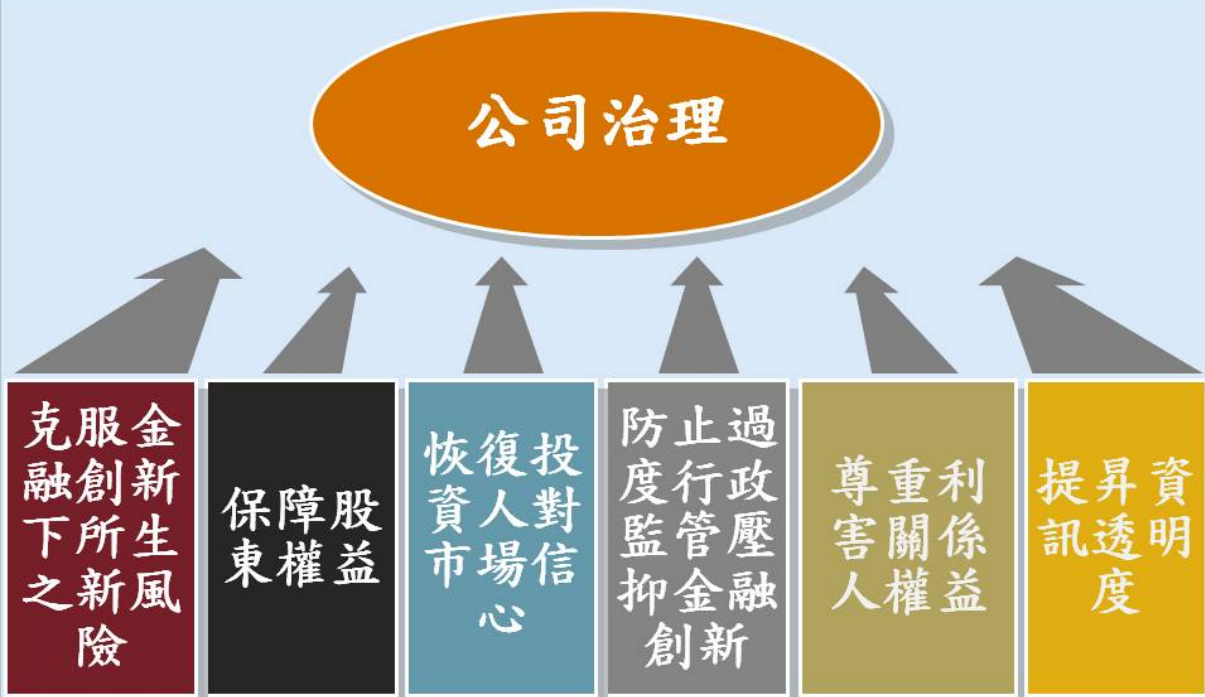 公司治理
克服金
融創新
下所生
之新風
險
保障股
東權益
恢復投
資人對
市場信
心
防止過
度行政
監管壓
抑金融
創新
尊重利
害關係
人權益
提昇資
訊透明
度